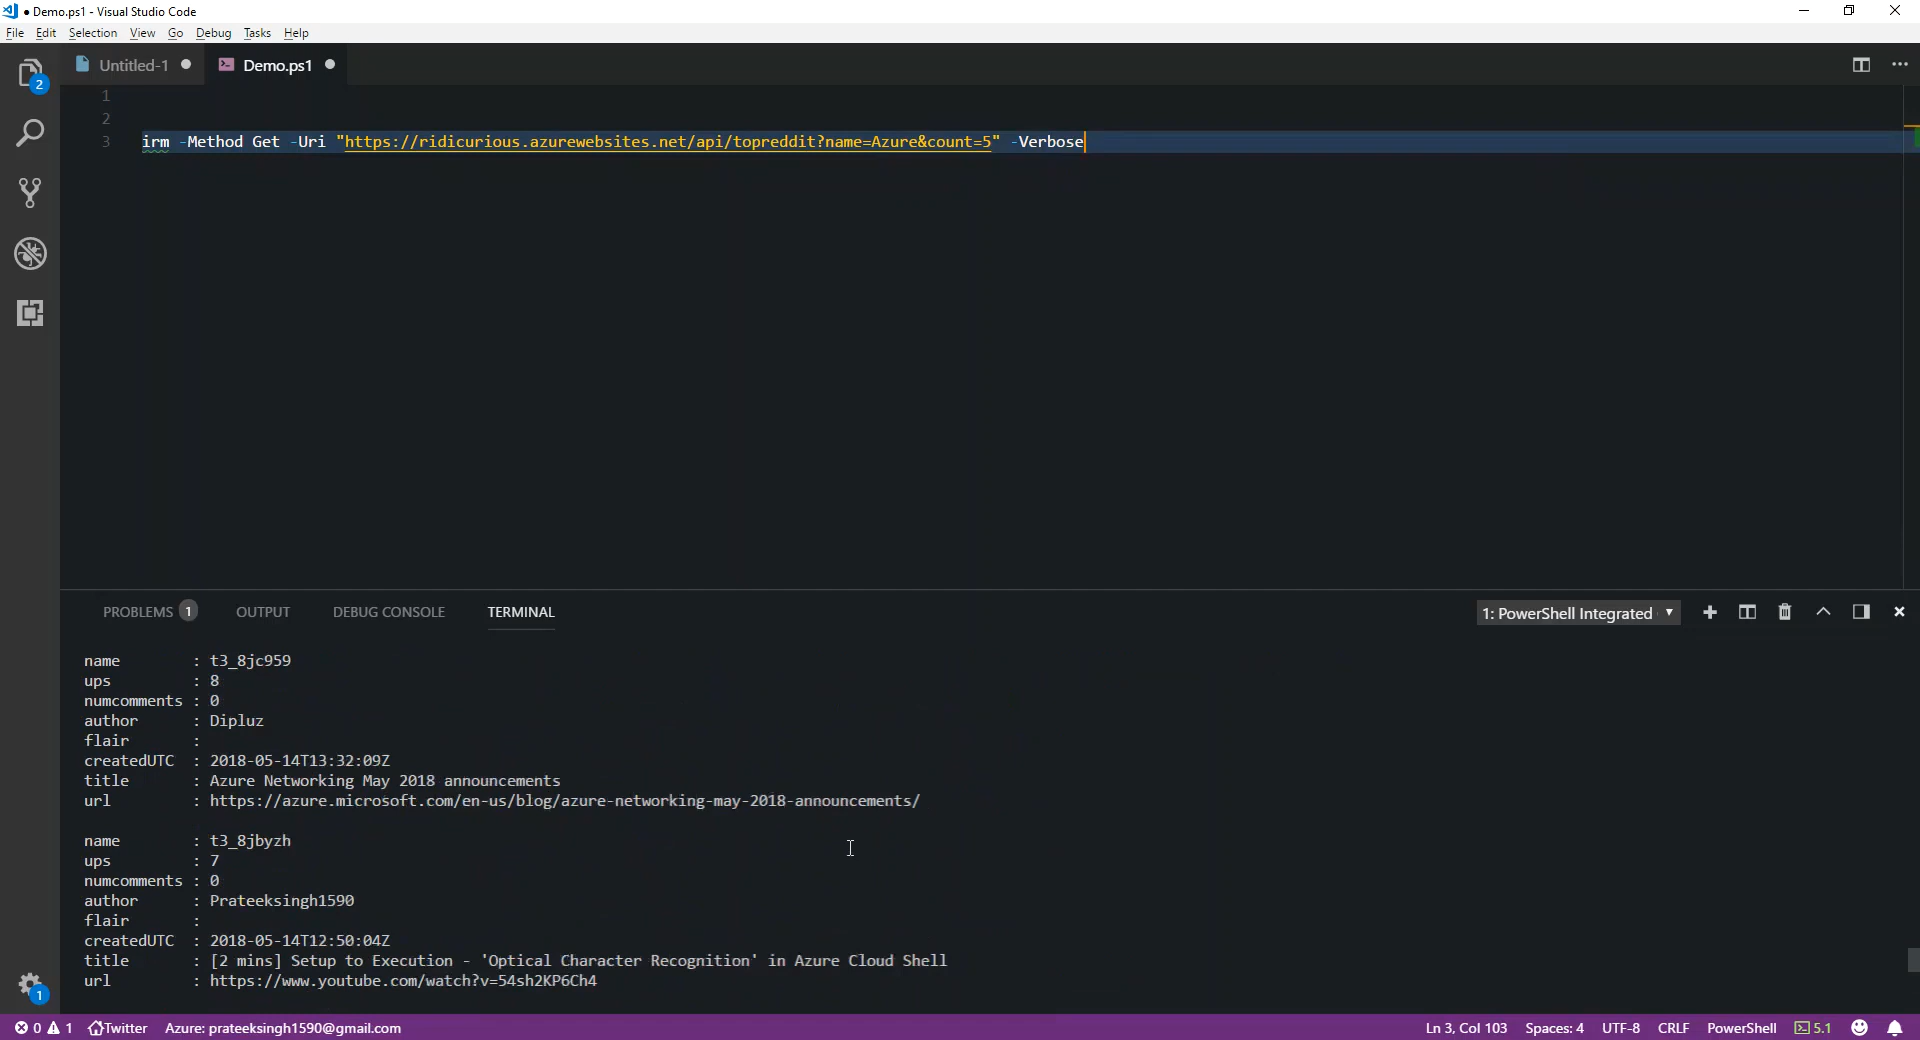 Demo.ps1 - Visual Studio Code
File Edit Selection View Go Debug Tasks Help
Untitled-1 Demo.ps1
2
1
2
3 irm -Method Get -Uri "https://ridicurious.azurewebsites.net/api/topreddit?name=Azure&count=5" -Verbose
PROBLEMS 1 OUTPUT DEBUG CONSOLE TERMINAL 1: PowerShell Integrated
name : t3_8jc959
ups : 8
numcomments : 0
author : Dipluz
flair :
createdUTC : 2018-05-14T13:32:09Z
title : Azure Networking May 2018 announcements
url : https://azure.microsoft.com/en-us/blog/azure-networking-may-2018-announcements/
name : t3_8jbyzh
ups : 7
numcomments : 0
author : Prateeksingh1590
flair :
createdUTC : 2018-05-14T12:50:04Z
title : [2 mins] Setup to Execution - 'Optical Character Recognition' in Azure Cloud Shell
url : https://www.youtube.com/watch?v=54sh2KP6Ch4
1
0 1 Twitter Azure: prateeksingh1590@gmail.com Ln 3, Col 103 Spaces: 4 UTF-8 CRLF PowerShell 5.1